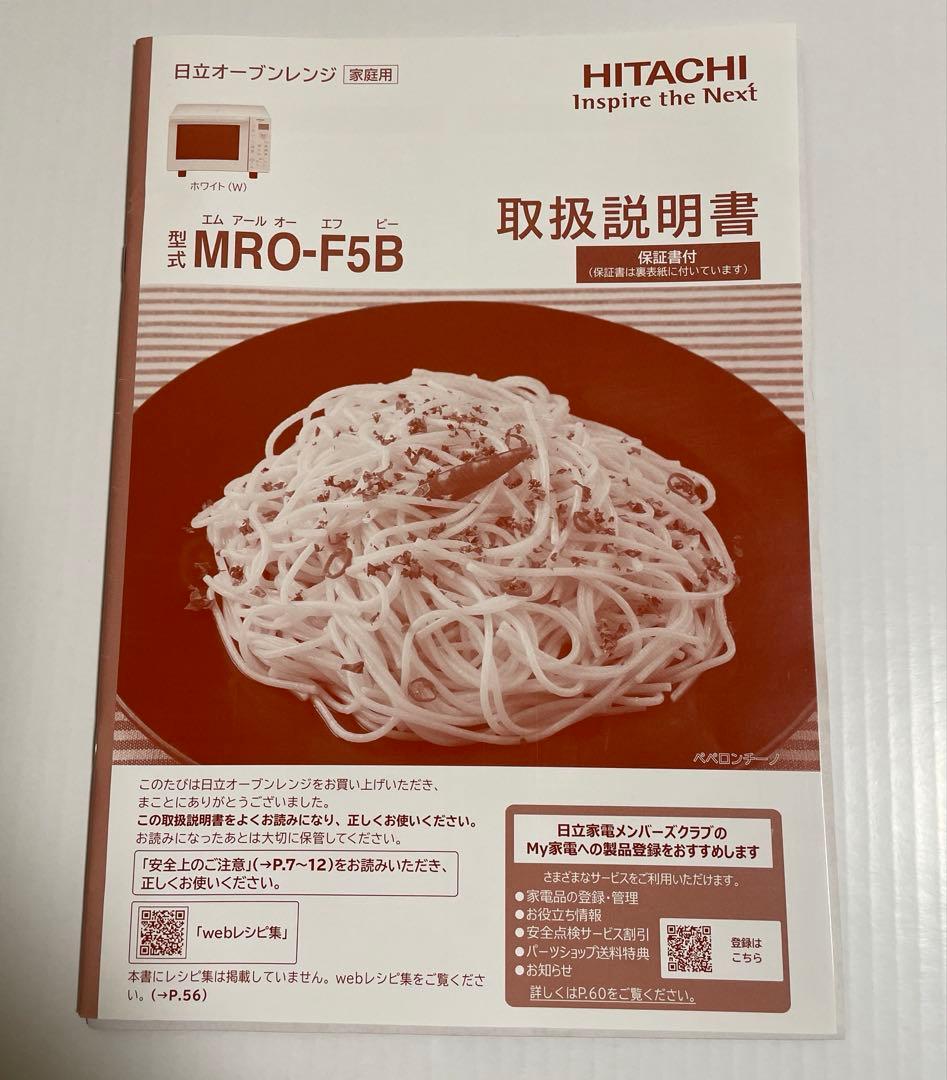 日立オーブンレンジ 家庭用
HITACHI
Inspire the Next
ホワイト（W）
取扱説明書
エム アール オー エフ ビー
型式 MRO-F5B
保証書付
（保証書は裏表紙に付いています）
ペペロンチーノ
このたびは日立オーブンレンジをお買い上げいただき、
まことにありがとうございました。
この取扱説明書をよくお読みになり、正しくお使いください。
お読みになったあとは大切に保管してください。
「安全上のご注意」（→P.7〜12）をお読みいただき、
正しくお使いください。
「webレシピ集」
本書にレシピ集は掲載していません。webレシピ集をご覧くださ
い。（→P.56）
日立家電メンバーズクラブの
My家電への製品登録をおすすめします
さまざまなサービスをご利用いただけます。
●家電品の登録・管理
●お役立ち情報
●安全点検サービス割引
●パーツショップ送料特典
●お知らせ
登録は
こちら
詳しくはP.60をご覧ください。